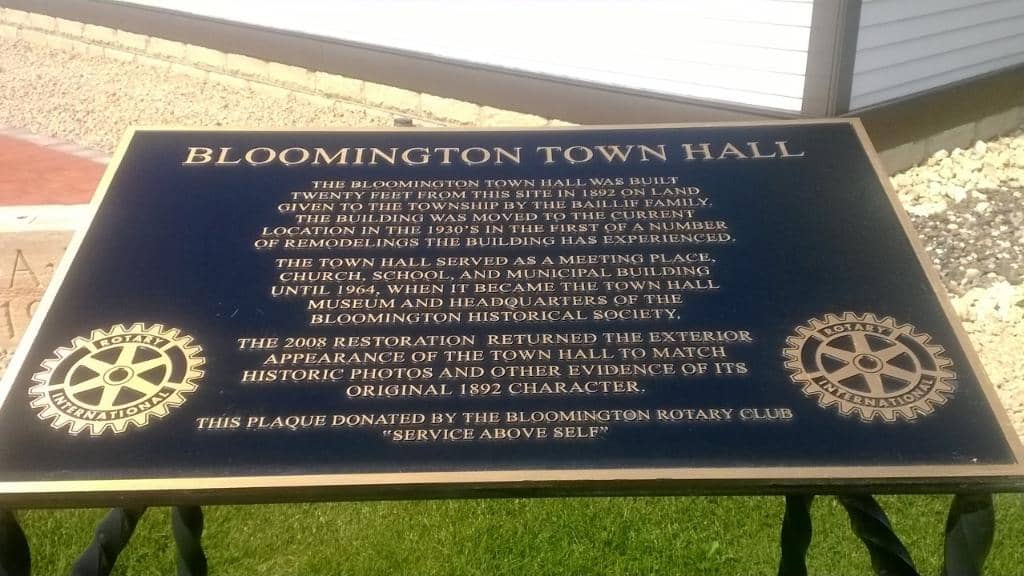 BLOOMINGTON TOWN HALL
THE BLOOMINGTON TOWN HALL WAS BUILT
TWENTY FEET FROM THIS SITE IN 1892 ON LAND
GIVEN TO THE TOWNSHIP BY THE BAILLIF FAMILY.
THE BUILDING WAS MOVED TO THE CURRENT
LOCATION IN THE 1930'S IN THE FIRST OF A NUMBER
OF REMODELINGS THE BUILDING HAS EXPERIENCED.
THE TOWN HALL SERVED AS A MEETING PLACE,
CHURCH, SCHOOL, AND MUNICIPAL BUILDING
UNTIL 1964, WHEN IT BECAME THE TOWN HALL
MUSEUM AND HEADQUARTERS OF THE
BLOOMINGTON HISTORICAL SOCIETY.
THE 2008 RESTORATION RETURNED THE EXTERIOR
APPEARANCE OF THE TOWN HALL TO MATCH
HISTORIC PHOTOS AND OTHER EVIDENCE OF ITS
ORIGINAL 1892 CHARACTER.
THIS PLAQUE DONATED BY THE BLOOMINGTON ROTARY CLUB
"SERVICE ABOVE SELF"
ROTARY
INTERNATIONAL
ROTARY
INTERNATIONAL